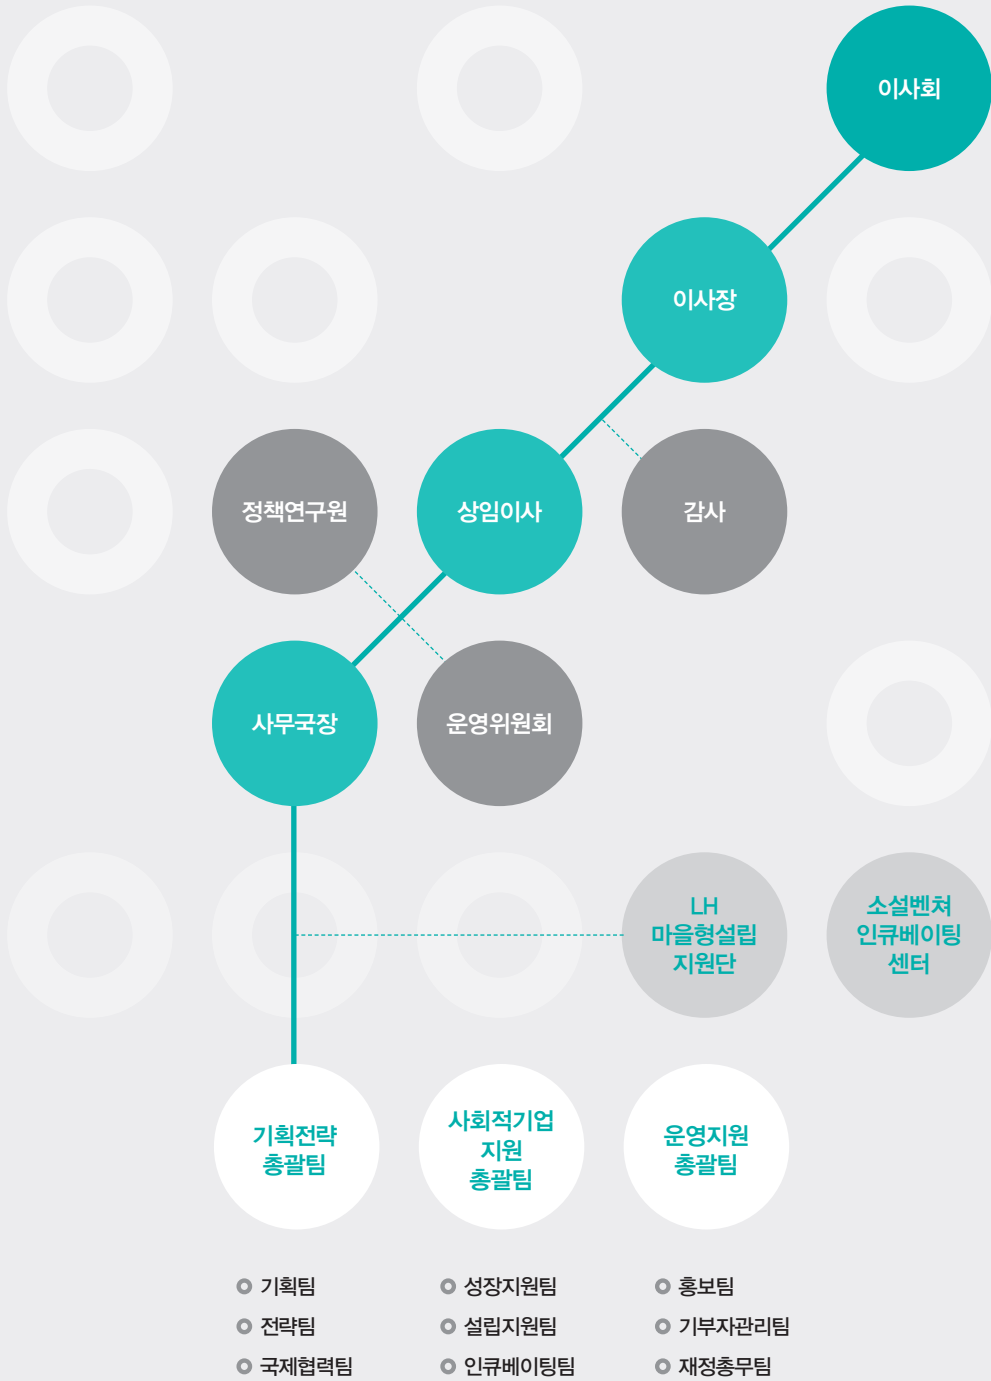 이사회
이사장
정책연구원
상임이사
감사
사무국장
운영위원회
LH
마을형설립
지원단
소설벤쳐
인큐베이팅
센터
기획전략
총괄팀
사회적기업
지원
총괄팀
운영지원
총괄팀
기획팀
전략팀
국제협력팀
성장지원팀
설립지원팀
인큐베이팅팀
홍보팀
기부자관리팀
재정총무팀